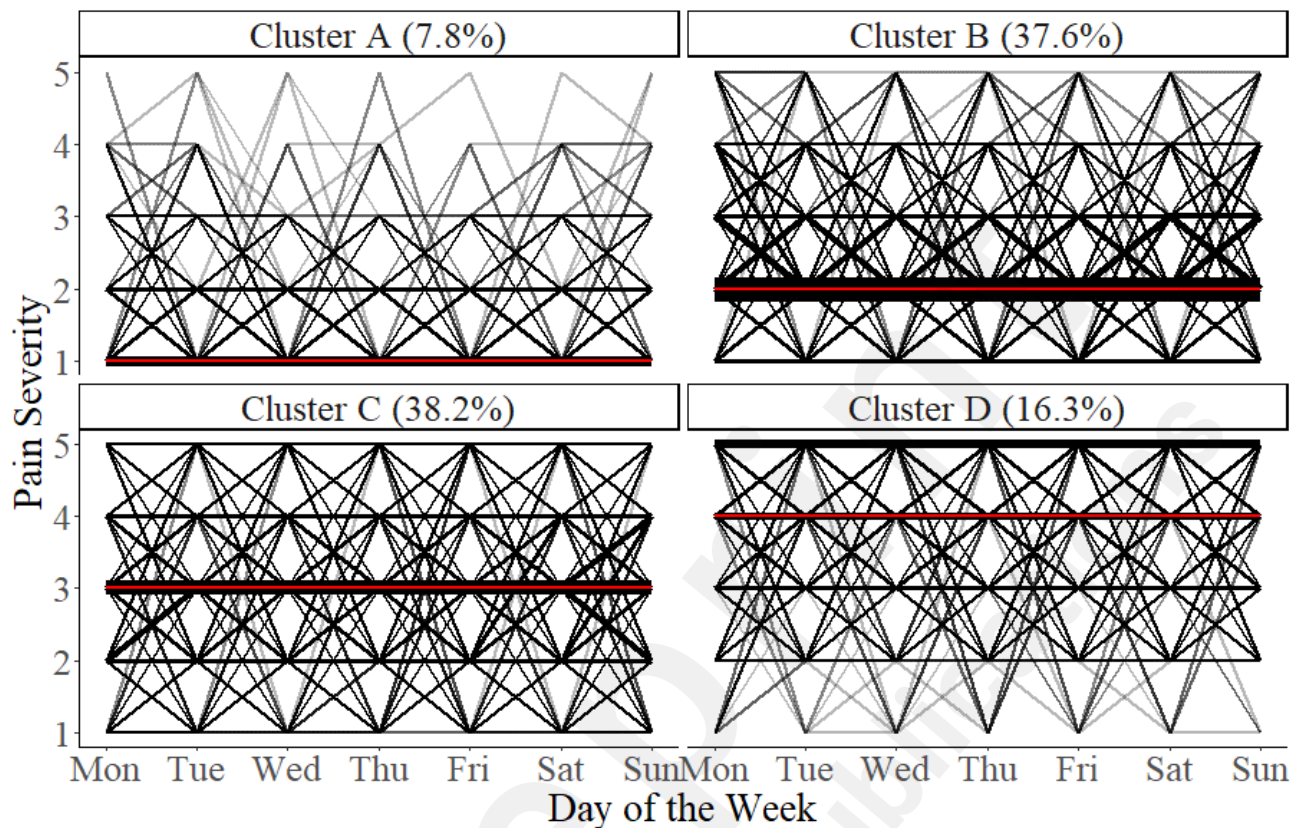 Cluster A (7.8%)
Cluster B (37.6%)
5
4
3
2
1
Cluster C (38.2%)
Cluster D (16.3%)
5
4
3
2
1
Pain Severity
Mon Tue Wed Thu Fri Sat Sun
Mon Tue Wed Thu Fri Sat Sun
Day of the Week